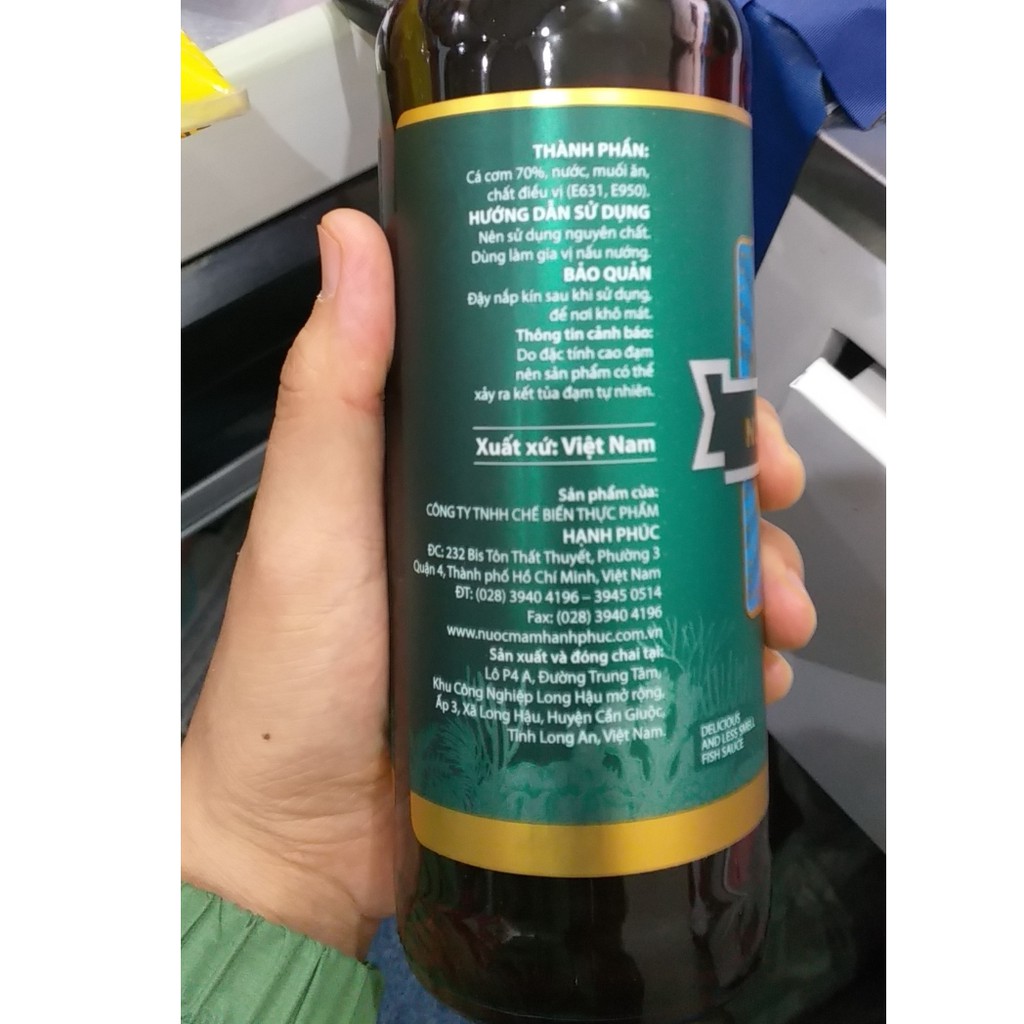 THÀNH PHẦN:
Cá cơm 70%, nước, muối ăn,
chất điều vị (E631, E950).
HƯỚNG DẪN SỬ DỤNG
Nên sử dụng nguyên chất.
Dùng làm gia vị nấu nướng.
BẢO QUẢN
Đậy nắp kín sau khi sử dụng,
để nơi khô mát.
Thông tin cảnh báo:
Do đặc tính cao đạm
nên sản phẩm có thể
xảy ra kết tủa đạm tự nhiên.
Xuất xứ: Việt Nam
Sản phẩm của:
CÔNG TY TNHH CHẾ BIẾN THỰC PHẨM
HẠNH PHÚC
ĐC: 232 Bis Tôn Thất Thuyết, Phường 3
Quận 4, Thành phố Hồ Chí Minh, Việt Nam
ĐT: (028) 3940 4196 – 3945 0514
Fax: (028) 3940 4196
www.nuocmamhanhphuc.com.vn
Sản xuất và đóng chai tại:
Lô P4 A, Đường Trung Tâm,
Khu Công Nghiệp Long Hậu mở rộng,
Ấp 3, Xã Long Hậu, Huyện Cần Giuộc,
Tỉnh Long An, Việt Nam.
DELICIOUS
AND LESS SMELL
FISH SAUCE